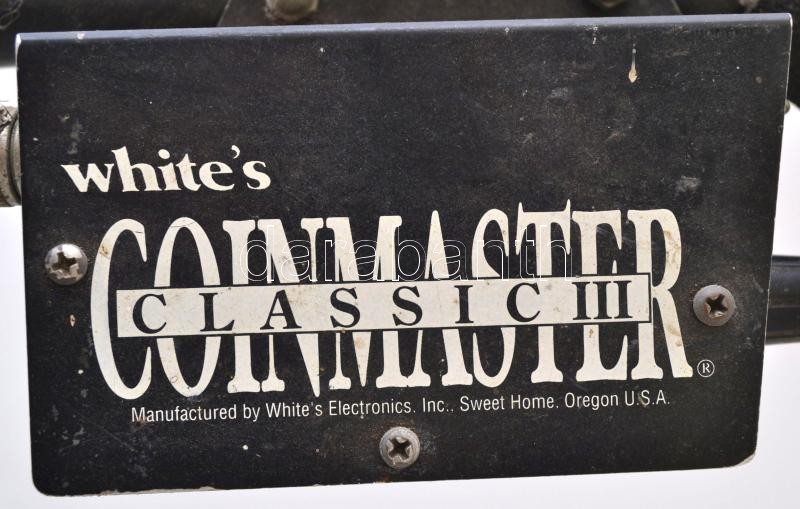 white's
COINMASTER
CLASSIC III
®
Manufactured by White's Electronics. Inc.. Sweet Home. Oregon U.S.A.